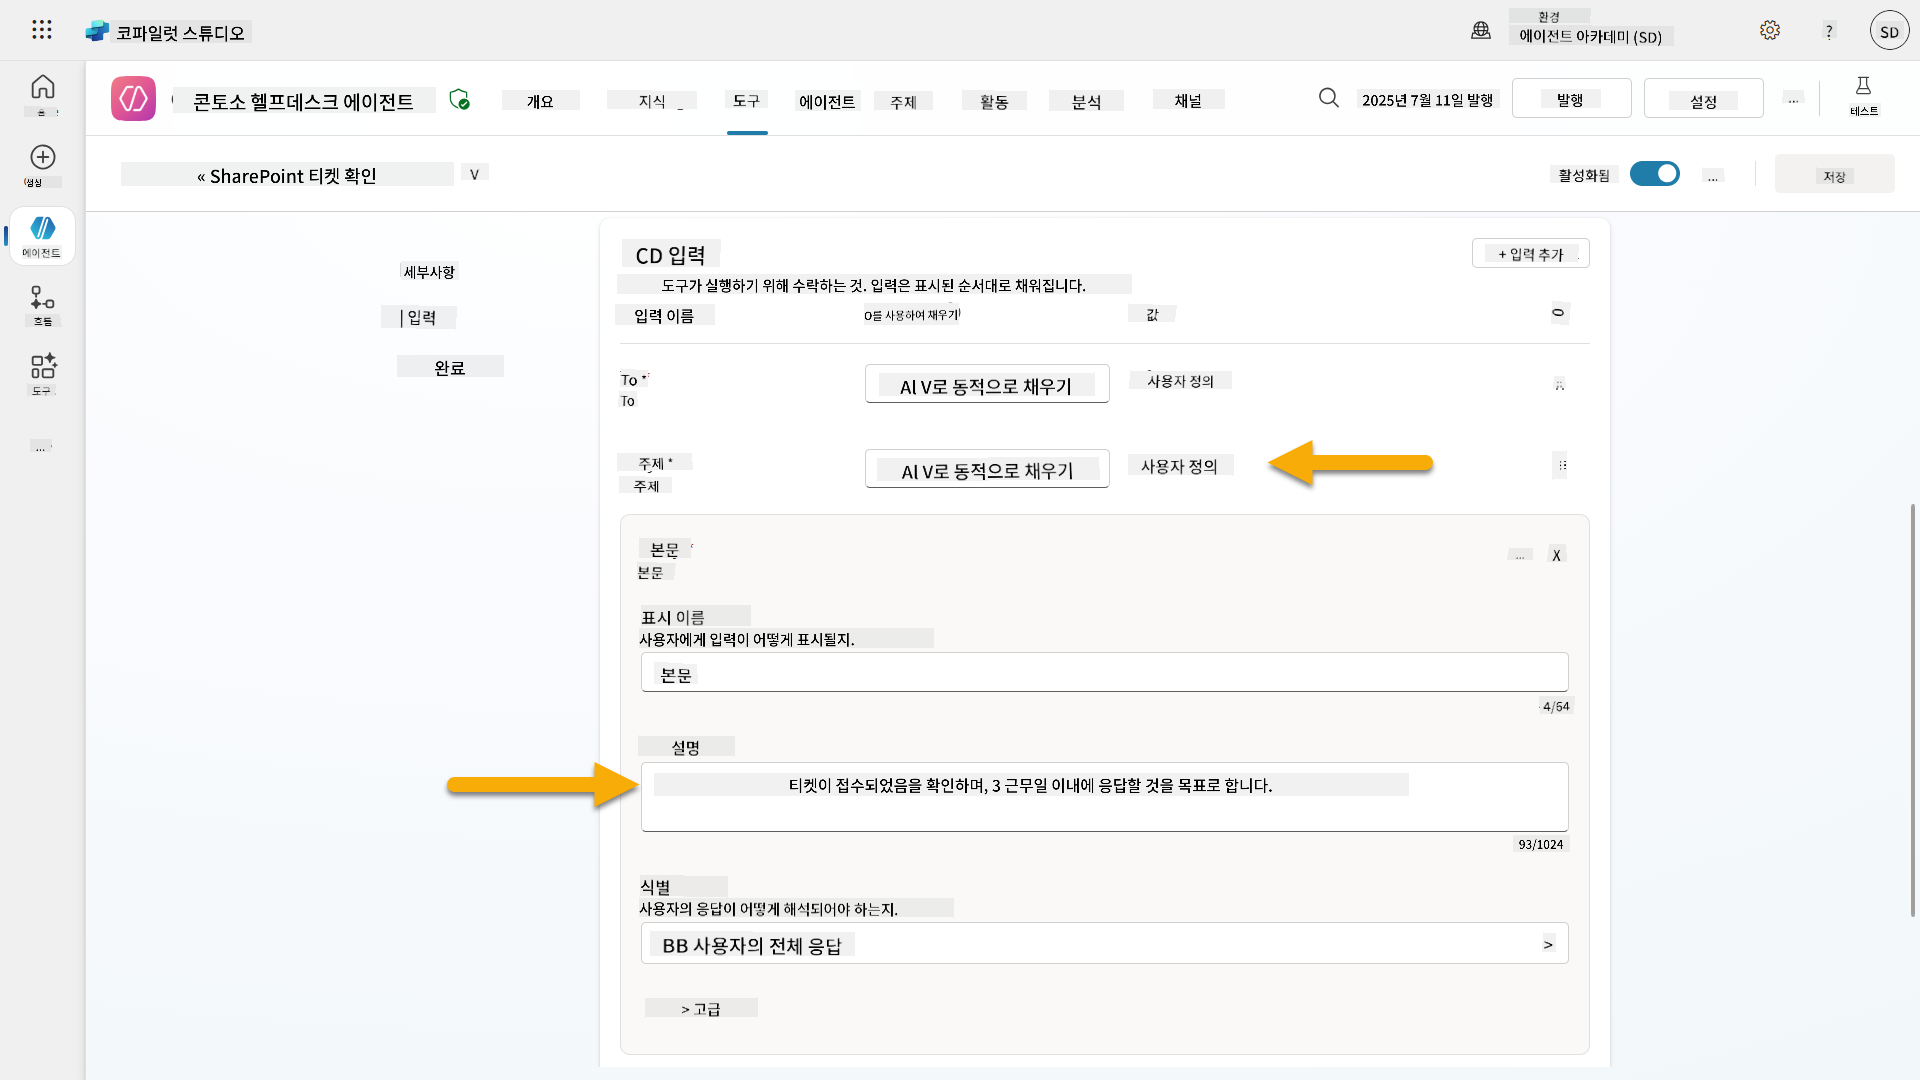 코파일럿 스튜디오
환경
에이전트 아카데미 (SD)
?
SD
콘토소 헬프데스크 에이전트
개요
지식
도구
에이전트
주제
활동
분석
채널
2025년 7월 11일 발행
발행
설정
...
테스트
홈
에이전트
흐름
도구
...
« SharePoint 티켓 확인
V
활성화됨
...
저장
세부사항
| 입력
완료
CD 입력
+ 입력 추가
도구가 실행하기 위해 수락하는 것. 입력은 표시된 순서대로 채워집니다.
입력 이름
0를 사용하여 채우기
값
To *
To
Al V로 동적으로 채우기
사용자 정의
주제 *
주제
Al V로 동적으로 채우기
사용자 정의
본문
본문
...
X
표시 이름
사용자에게 입력이 어떻게 표시될지.
본문
4/64
설명
티켓이 접수되었음을 확인하며, 3 근무일 이내에 응답할 것을 목표로 합니다.
93/1024
식별
사용자의 응답이 어떻게 해석되어야 하는지.
BB 사용자의 전체 응답
>
> 고급